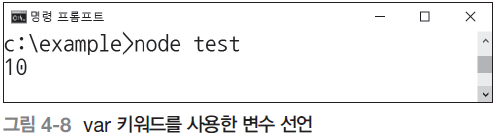 명령 프롬프트
c:\example>node test
10
그림 4-8 var 키워드를 사용한 변수 선언